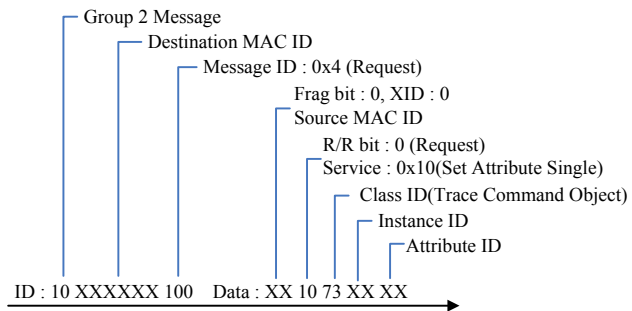 Group 2 Message
Destination MAC ID
Message ID : 0x4 (Request)
Frag bit : 0, XID : 0
Source MAC ID
R/R bit : 0 (Request)
Service : 0x10(Set Attribute Single)
Class ID(Trace Command Object)
Instance ID
Attribute ID
ID : 10 XXXXXX 100 Data : XX 10 73 XX XX